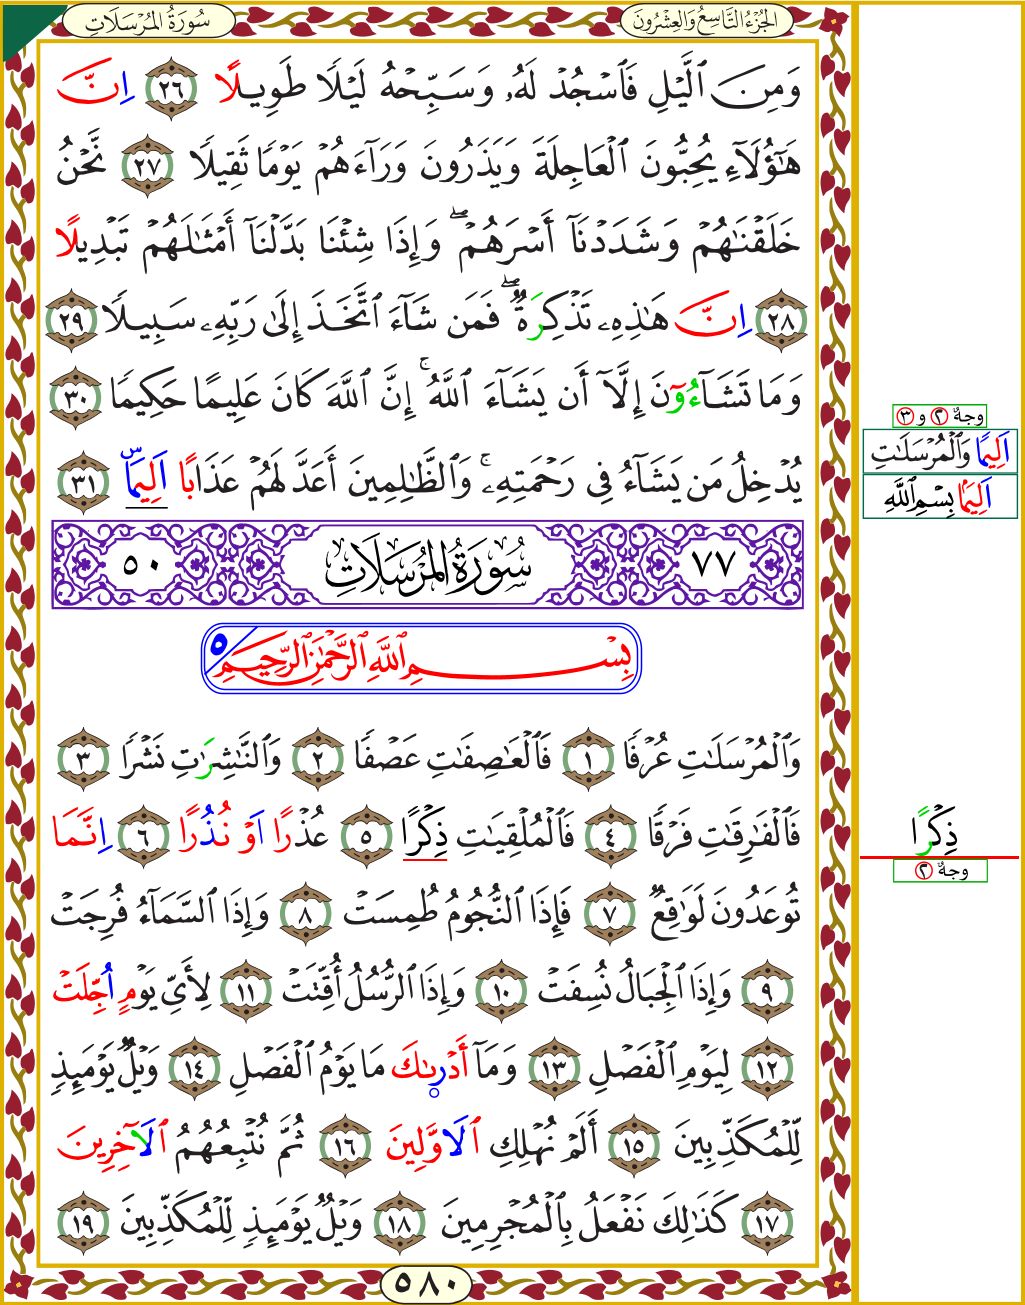 الجُزْءُ التَّاسِعُ وَالعِشْرُونَ
سُورَةُ المُرْسَلَاتِ
وَمِنَ ٱلَّيْلِ فَٱسْجُدْ لَهُۥ وَسَبِّحْهُ لَيْلًا طَوِيلًا ٢٦ اِنَّ
هَٰٓؤُلَآءِ يُحِبُّونَ ٱلْعَاجِلَةَ وَيَذَرُونَ وَرَآءَهُمْ يَوْمًا ثَقِيلًا ٢٧ نَّحْنُ
خَلَقْنَٰهُمْ وَشَدَدْنَآ أَسْرَهُمْۖ وَإِذَا شِئْنَا بَدَّلْنَآ أَمْثَٰلَهُمْ تَبْدِيلًا
٢٨ اِنَّ هَٰذِهِۦ تَذْكِرَةٌۖ فَمَن شَآءَ ٱتَّخَذَ إِلَىٰ رَبِّهِۦ سَبِيلًا ٢٩
وَمَا تَشَآءُوٓنَ إِلَّآ أَن يَشَآءَ ٱللَّهُۚ إِنَّ ٱللَّهَ كَانَ عَلِيمًا حَكِيمًا ٣٠
يُدْخِلُ مَن يَشَآءُ فِى رَحْمَتِهِۦۚ وَٱلظَّٰلِمِينَ أَعَدَّ لَهُمْ عَذَابًا اَلِيمًاۢ ٣١
٧٧ سُورَةُ المُرْسَلَاتِ ٥٠
بِسْمِ ٱللَّهِ ٱلرَّحْمَٰنِ ٱلرَّحِيمِ ٥
وَٱلْمُرْسَلَٰتِ عُرْفًا ١ فَٱلْعَٰصِفَٰتِ عَصْفًا ٢ وَٱلنَّٰشِرَٰتِ نَشْرًا ٣
فَٱلْفَٰرِقَٰتِ فَرْقًا ٤ فَٱلْمُلْقِيَٰتِ ذِكْرًا ٥ عُذْرًا اَوْ نُذُرًا ٦ اِنَّمَا
تُوعَدُونَ لَوَٰقِعٌ ٧ فَإِذَا ٱلنُّجُومُ طُمِسَتْ ٨ وَإِذَا ٱلسَّمَآءُ فُرِجَتْ
٩ وَإِذَا ٱلْجِبَالُ نُسِفَتْ ١٠ وَإِذَا ٱلرُّسُلُ أُقِّتَتْ ١١ لِأَىِّ يَوْمٍ اُجِّلَتْ
١٢ لِيَوْمِ ٱلْفَصْلِ ١٣ وَمَآ أَدْرَىٰكَ مَا يَوْمُ ٱلْفَصْلِ ١٤ وَيْلٌ يَوْمَئِذٍ
لِّلْمُكَذِّبِينَ ١٥ أَلَمْ نُهْلِكِ ٱلَاوَّلِينَ ١٦ ثُمَّ نُتْبِعُهُمُ ٱلَآخِرِينَ
١٧ كَذَٰلِكَ نَفْعَلُ بِٱلْمُجْرِمِينَ ١٨ وَيْلٌ يَوْمَئِذٍ لِّلْمُكَذِّبِينَ ١٩
٥٨٠
وجهٌ ٢ و ٣
اَلِيمًا وَٱلْمُرْسَلَٰتِ
اَلِيمًاۢ بِسْمِ ٱللَّهِ
ذِكْرًا
وجهٌ ٢